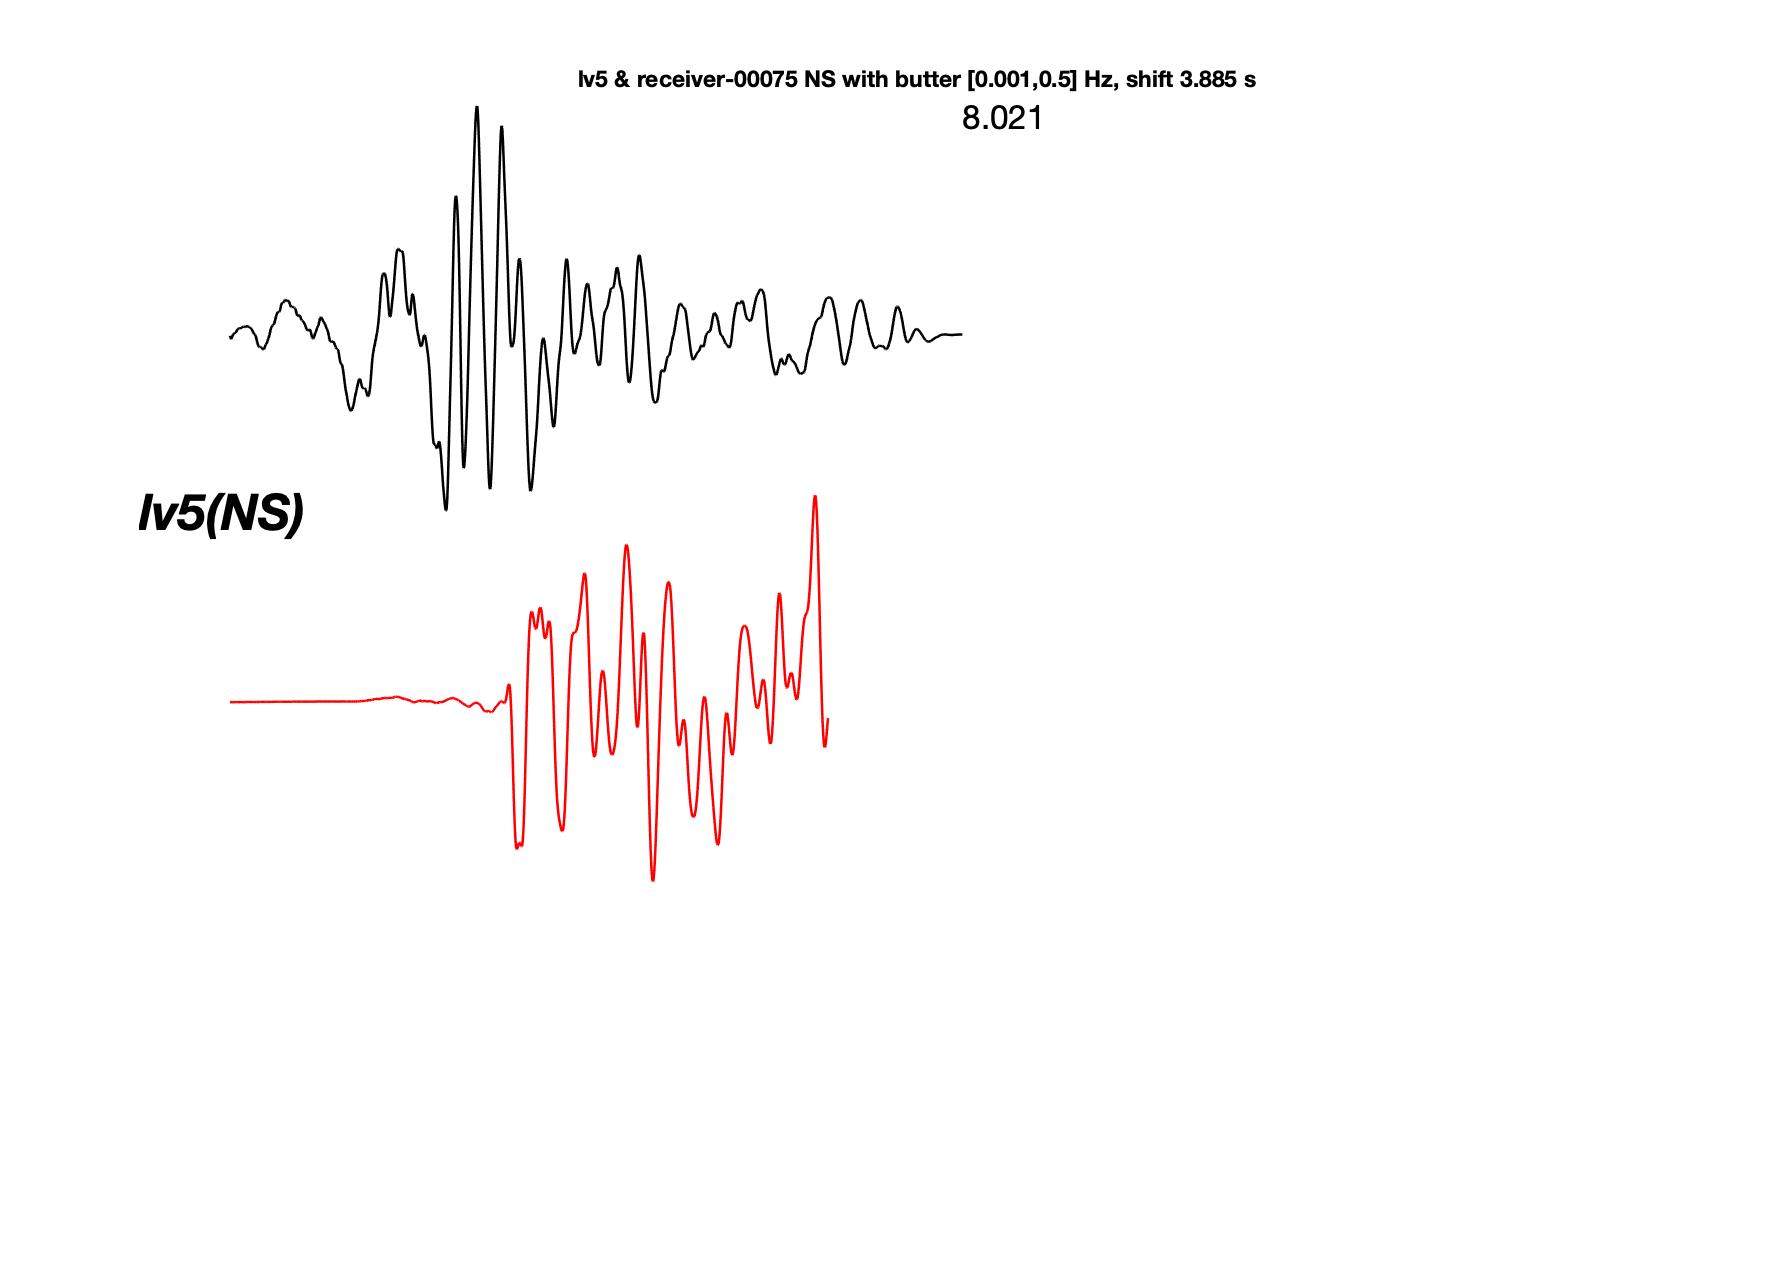 lv5 & receiver-00075 NS with butter [0.001,0.5] Hz, shift 3.885 s
8.021
lv5(NS)